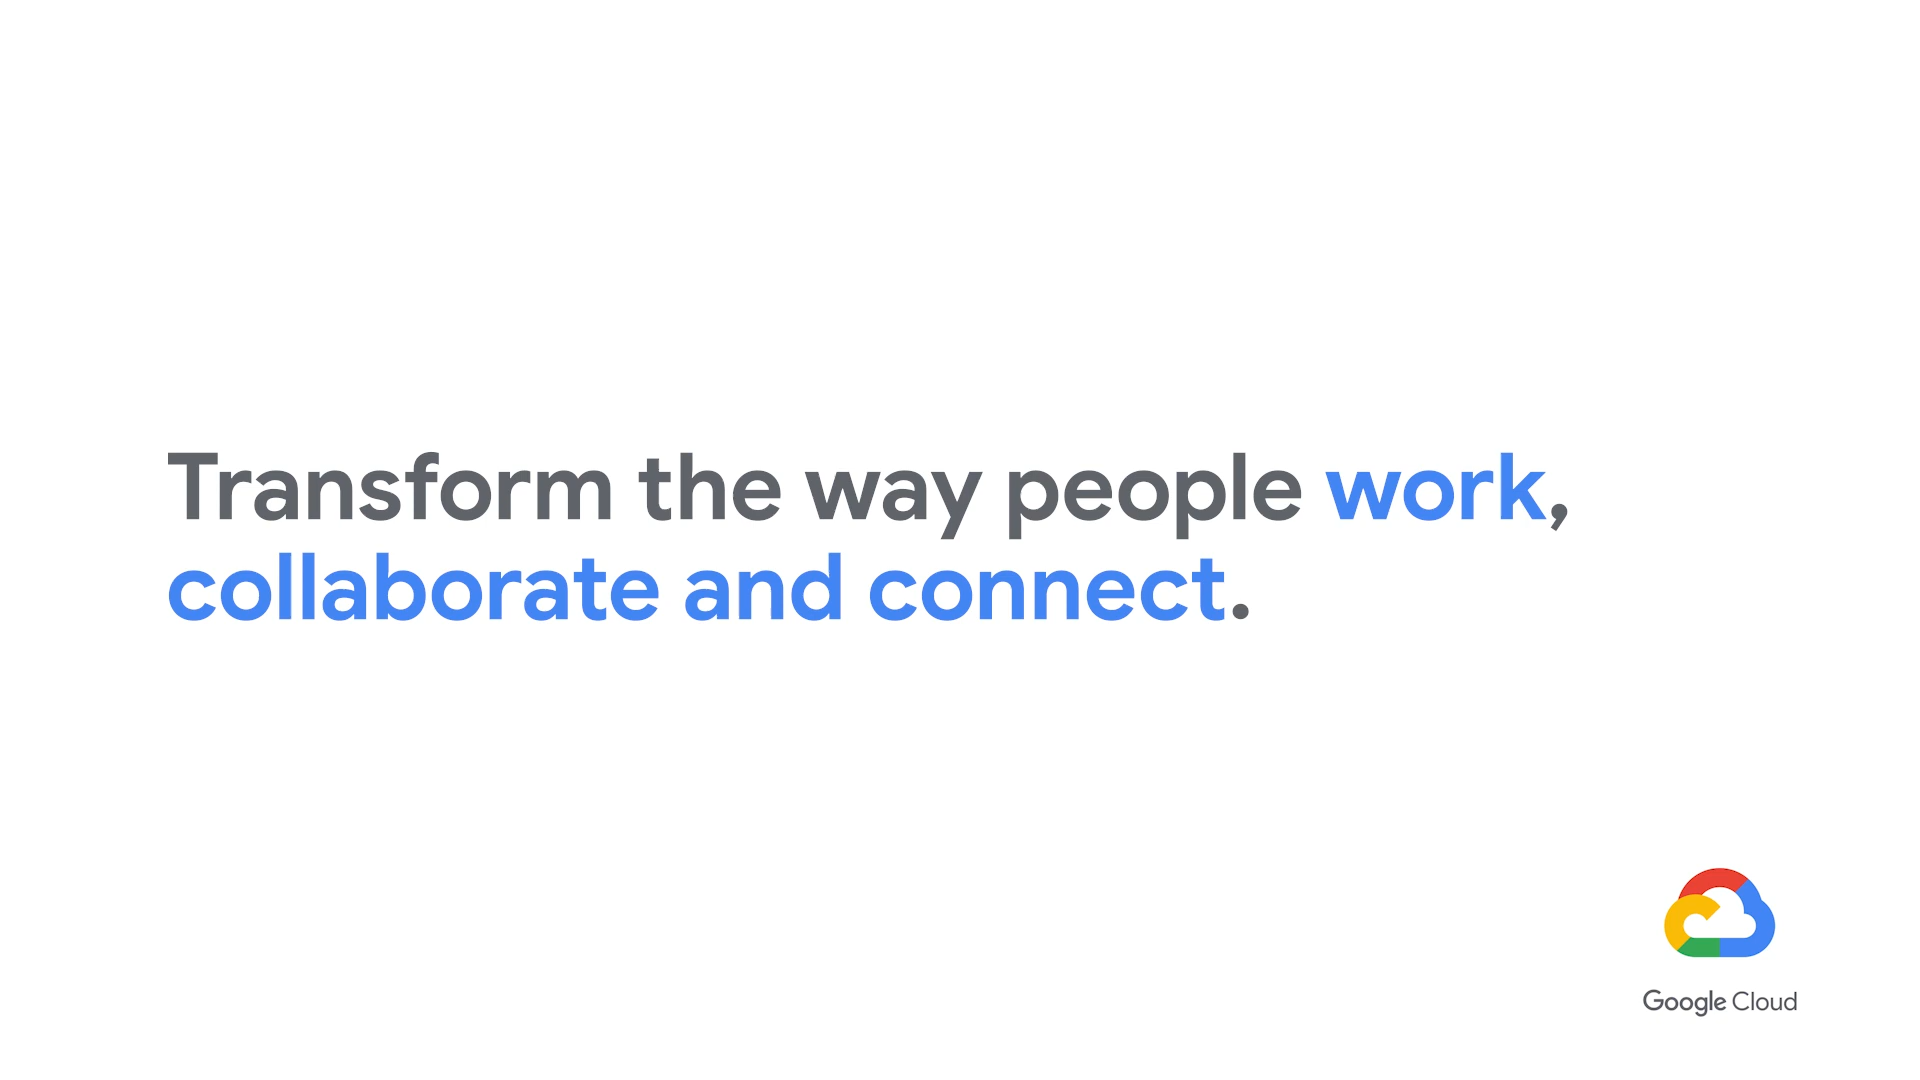 Transform the way people work,
collaborate and connect.
Google Cloud